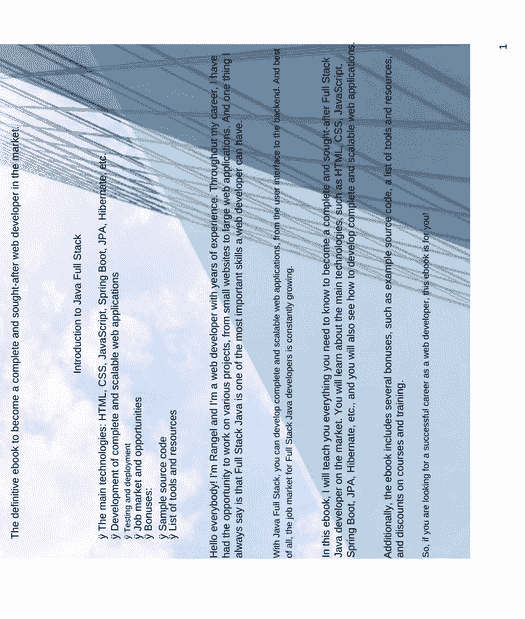 1
The definitive ebook to become a complete and sought-after web developer in the market:
Introduction to Java Full Stack
ÿ The main technologies: HTML, CSS, JavaScript, Spring Boot, JPA, Hibernate, etc.
ÿ Development of complete and scalable web applications
ÿ Testing and deployment
ÿ Job market and opportunities
ÿ Bonuses:
ÿ Sample source code
ÿ List of tools and resources
Hello everybody! I'm Rangel and I'm a web developer with years of experience. Throughout my career, I have
had the opportunity to work on various projects, from small websites to large web applications. And one thing I
always say is that Full Stack Java is one of the most important skills a web developer can have.
With Java Full Stack, you can develop complete and scalable web applications, from the user interface to the backend. And best
of all, the job market for Full Stack Java developers is constantly growing.
In this ebook, I will teach you everything you need to know to become a complete and sought-after Full Stack
Java developer on the market. You will learn about the main technologies, such as HTML, CSS, JavaScript,
Spring Boot, JPA, Hibernate, etc., and you will also see how to develop complete and scalable web applications.
Additionally, the ebook includes several bonuses, such as example source code, a list of tools and resources,
and discounts on courses and training.
So, if you are looking for a successful career as a web developer, this ebook is for you!